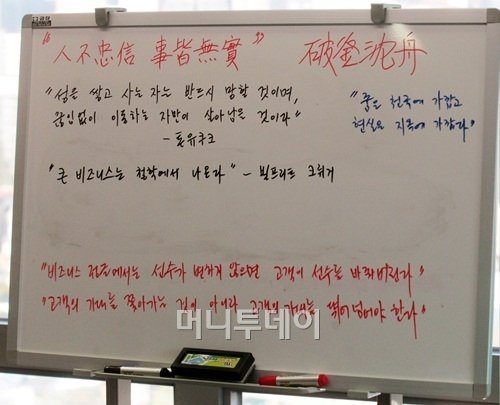 "人不忠信 事皆無實" 破釜沈舟
"성을 쌓고 사는 자는 반드시 망할 것이며,
끊임없이 이동하는 자만이 살아남을 것이다"
- 톤유쿠크
"꿈은 천국에 가깝고
현실은 지옥에 가깝다"
"큰 비즈니스는 철학에서 나온다" - 빌프리트 크뤼거
"비즈니스 전쟁에서는 선수가 변하지 않으면 고객이 선수를 바꿔버린다"
"고객의 기대를 쫓아가는 것이 아니라 고객의 기대를 뛰어넘어야 한다"
머니투데이